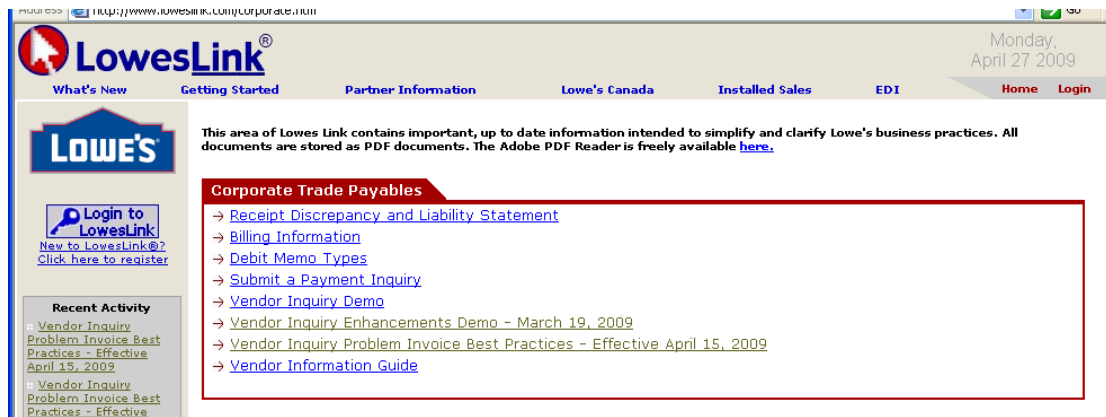 Address http://www.loweslink.com/corporate.htm Go
LowesLink®
Monday,
April 27 2009
What's New Getting Started Partner Information Lowe's Canada Installed Sales EDI Home Login
LOWE'S
This area of Lowes Link contains important, up to date information intended to simplify and clarify Lowe's business practices. All
documents are stored as PDF documents. The Adobe PDF Reader is freely available here.
Corporate Trade Payables
→ Receipt Discrepancy and Liability Statement
→ Billing Information
→ Debit Memo Types
→ Submit a Payment Inquiry
→ Vendor Inquiry Demo
→ Vendor Inquiry Enhancements Demo - March 19, 2009
→ Vendor Inquiry Problem Invoice Best Practices - Effective April 15, 2009
→ Vendor Information Guide
Login to
LowesLink
New to LowesLink®?
Click here to register
Recent Activity
Vendor Inquiry
Problem Invoice Best
Practices - Effective
April 15, 2009
Vendor Inquiry
Problem Invoice Best
Practices - Effective